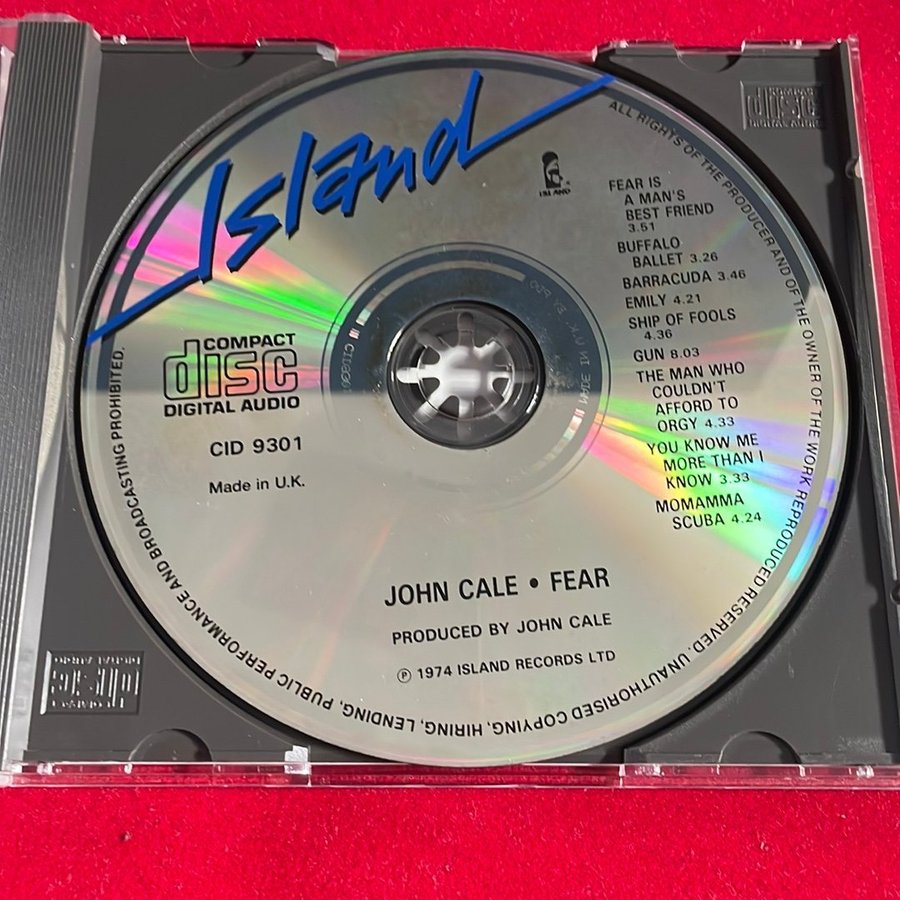 Island
ISLAND
COMPACT
disc
DIGITAL AUDIO
CID 9301
Made in U.K.
FEAR IS
A MAN'S
BEST FRIEND
3.51
BUFFALO
BALLET 3.26
BARRACUDA 3.46
EMILY 4.21
SHIP OF FOOLS
4.36
GUN 8.03
THE MAN WHO
COULDN'T
AFFORD TO
ORGY 4.33
YOU KNOW ME
MORE THAN I
KNOW 3.33
MOMAMMA
SCUBA 4.24
JOHN CALE • FEAR
PRODUCED BY JOHN CALE
℗ 1974 ISLAND RECORDS LTD
ALL RIGHTS OF THE PRODUCER AND OF THE OWNER OF THE WORK REPRODUCED RESERVED. UNAUTHORISED COPYING, HIRING, LENDING, PUBLIC PERFORMANCE AND BROADCASTING PROHIBITED.
COMPACT
disc
DIGITAL AUDIO
COMPACT
disc
DIGITAL AUDIO